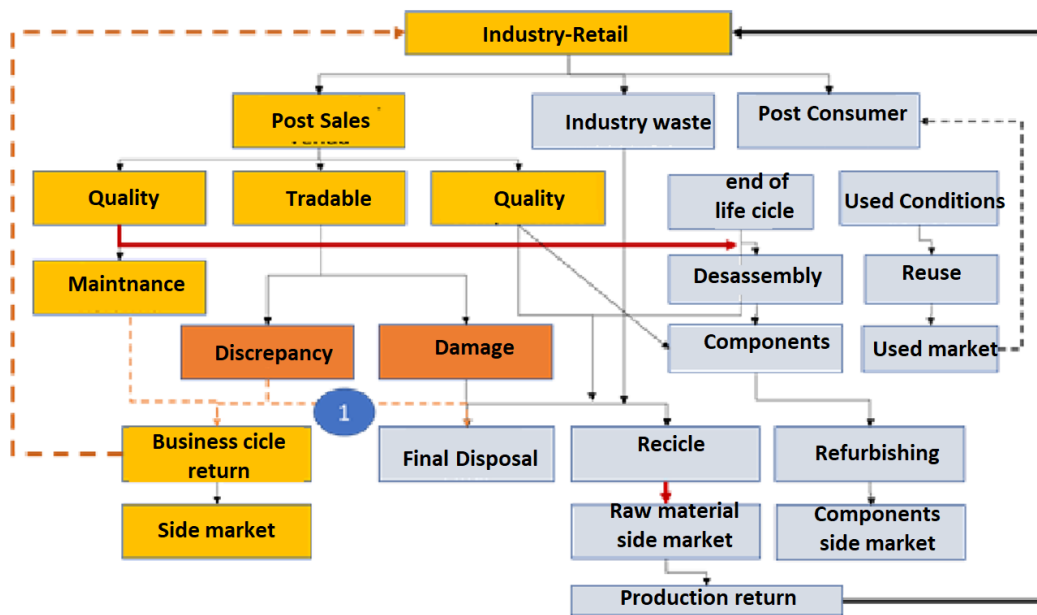 Industry-Retail
Post Sales
Industry waste
Post Consumer
Quality
Tradable
Quality
end of
life cicle
Used Conditions
Maintnance
Desassembly
Reuse
Discrepancy
Damage
Components
Used market
1
Business cicle
return
Final Disposal
Recicle
Refurbishing
Side market
Raw material
side market
Components
side market
Production return